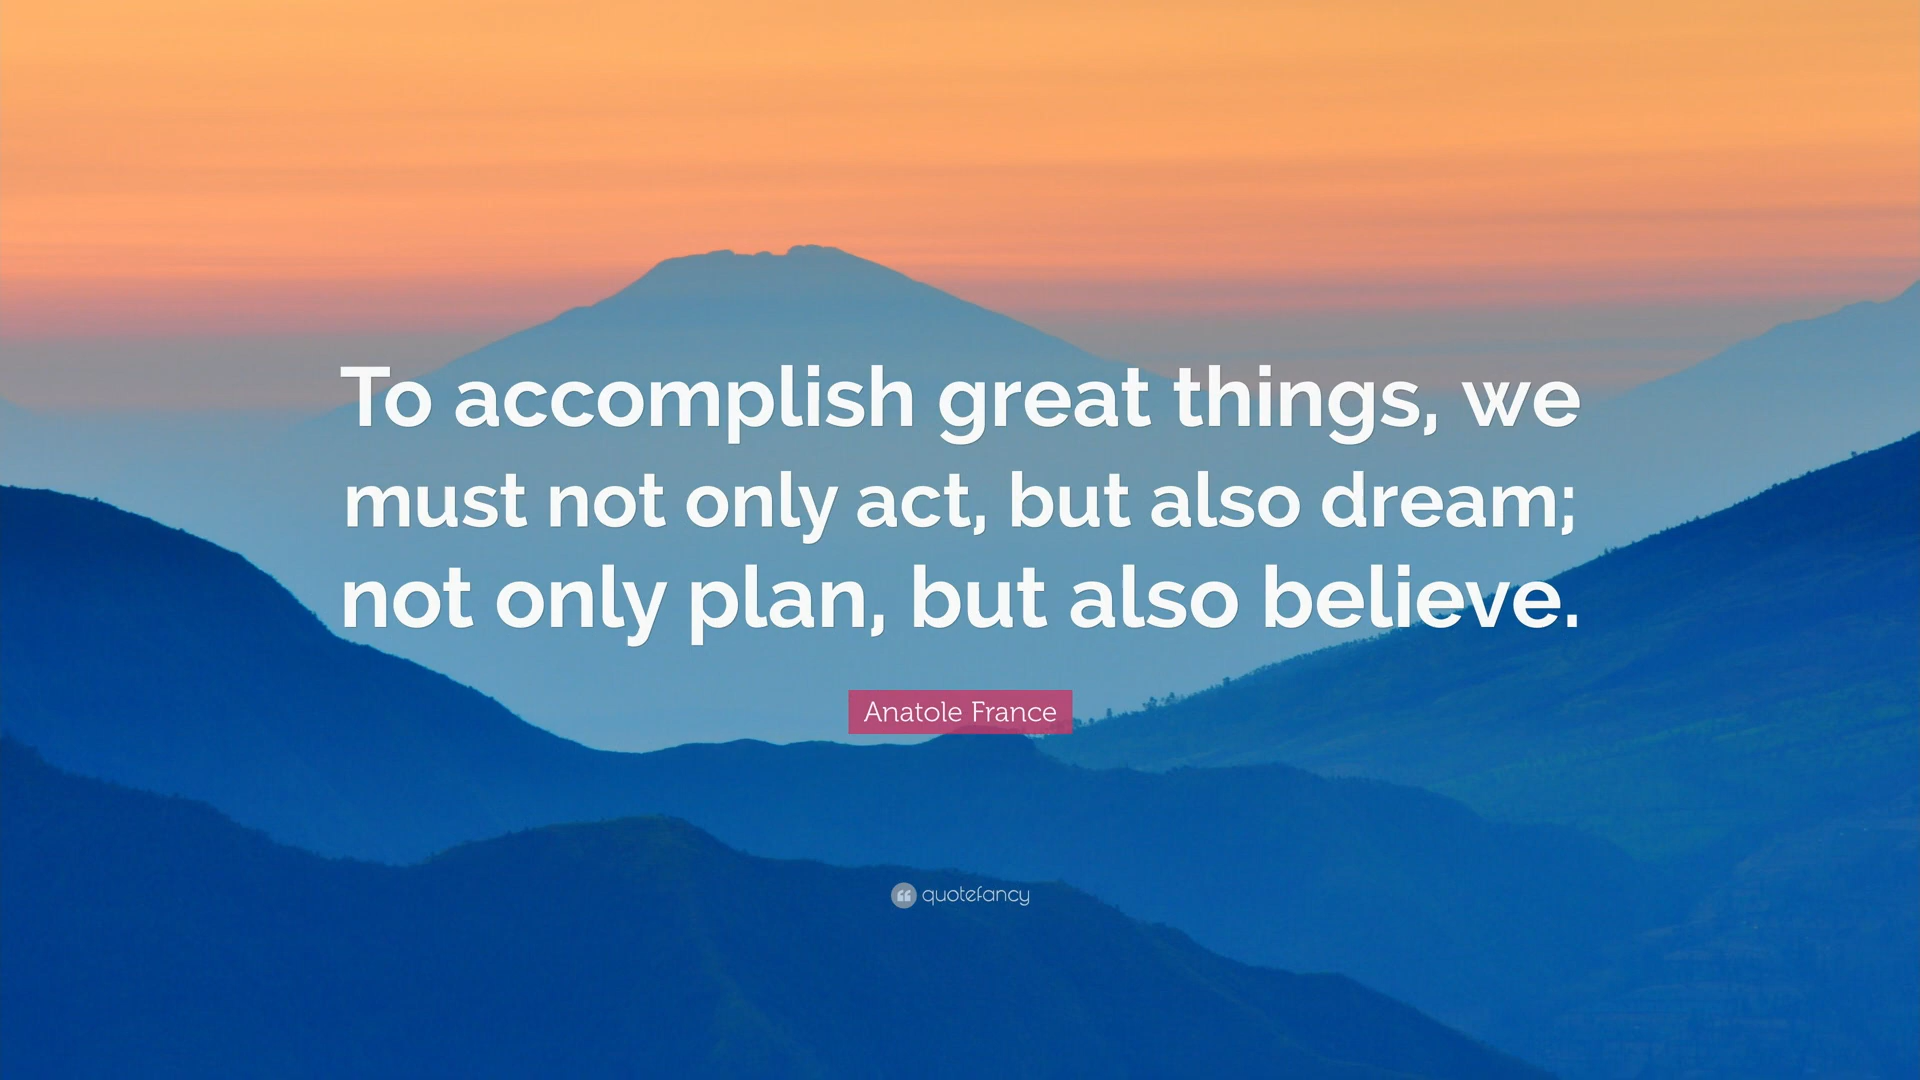 To accomplish great things, we
must not only act, but also dream;
not only plan, but also believe.
Anatole France
quotefancy